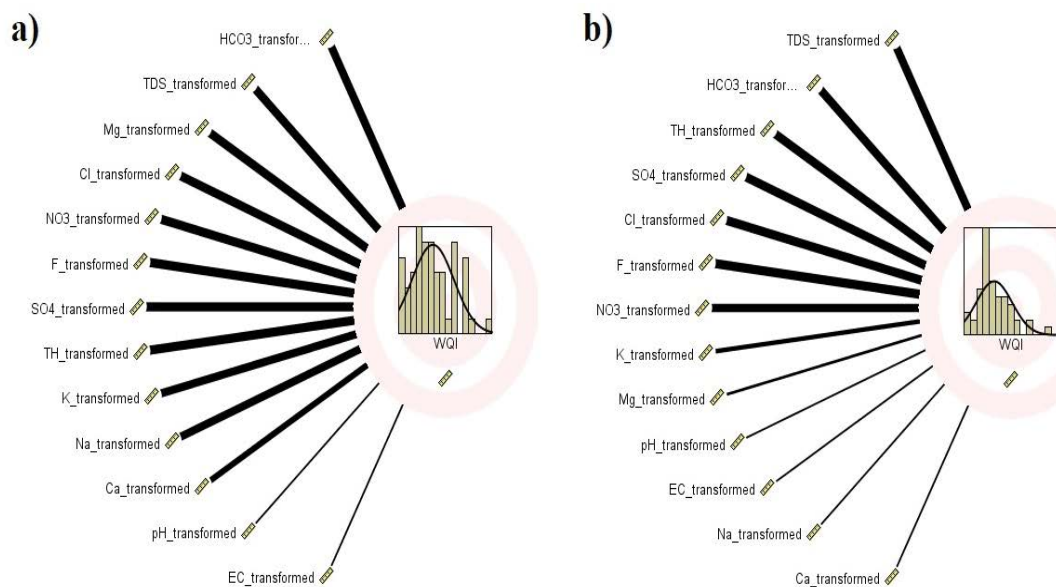 a)
HCO3_transfor...
TDS_transformed
Mg_transformed
Cl_transformed
NO3_transformed
F_transformed
SO4_transformed
TH_transformed
K_transformed
Na_transformed
Ca_transformed
pH_transformed
EC_transformed
WQI
b)
TDS_transformed
HCO3_transfor...
TH_transformed
SO4_transformed
Cl_transformed
F_transformed
NO3_transformed
K_transformed
Mg_transformed
pH_transformed
EC_transformed
Na_transformed
Ca_transformed
WQI